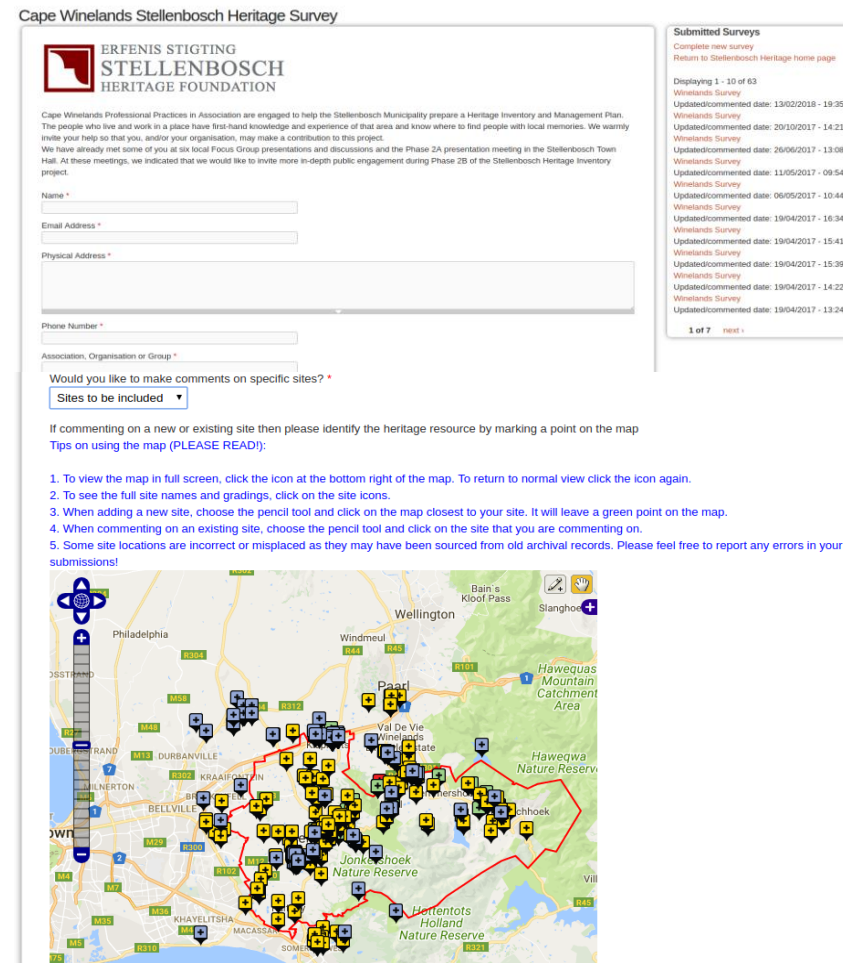 Cape Winelands Stellenbosch Heritage Survey
ERFENIS STIGTING
STELLENBOSCH
HERITAGE FOUNDATION
Cape Winelands Professional Practices in Association are engaged to help the Stellenbosch Municipality prepare a Heritage Inventory and Management Plan.
The people who live and work in a place have first-hand knowledge and experience of that area and know where to find people with local memories. We warmly
invite your help so that you, and/or your organisation, may make a contribution to this project.
We have already met some of you at six local Focus Group presentations and discussions and the Phase 2A presentation meeting in the Stellenbosch Town
Hall. At these meetings, we indicated that we would like to invite more in-depth public engagement during Phase 2B of the Stellenbosch Heritage Inventory
project.
Name *
Email Address *
Physical Address *
Phone Number *
Association, Organisation or Group *
Submitted Surveys
Complete new survey
Return to Stellenbosch Heritage home page
Displaying 1 - 10 of 63
Winelands Survey
Updated/commented date: 13/02/2018 - 19:35
Winelands Survey
Updated/commented date: 20/10/2017 - 14:21
Winelands Survey
Updated/commented date: 26/06/2017 - 13:08
Winelands Survey
Updated/commented date: 11/05/2017 - 09:54
Winelands Survey
Updated/commented date: 06/05/2017 - 10:44
Winelands Survey
Updated/commented date: 19/04/2017 - 16:34
Winelands Survey
Updated/commented date: 19/04/2017 - 15:41
Winelands Survey
Updated/commented date: 19/04/2017 - 15:39
Winelands Survey
Updated/commented date: 19/04/2017 - 14:22
Winelands Survey
Updated/commented date: 19/04/2017 - 13:24
1 of 7 next ›
Would you like to make comments on specific sites? *
Sites to be included
If commenting on a new or existing site then please identify the heritage resource by marking a point on the map
Tips on using the map (PLEASE READ!):
1. To view the map in full screen, click the icon at the bottom right of the map. To return to normal view click the icon again.
2. To see the full site names and gradings, click on the site icons.
3. When adding a new site, choose the pencil tool and click on the map closest to your site. It will leave a green point on the map.
4. When commenting on an existing site, choose the pencil tool and click on the site that you are commenting on.
5. Some site locations are incorrect or misplaced as they may have been sourced from old archival records. Please feel free to report any errors in your
submissions!
R302
Bain's
Kloof Pass
Slanghoe
Wellington
Philadelphia
Windmeul
R44 R45
R304
R101
1
Hawequas
Mountain
Catchment
Area
Paarl
M58
R312
M48
Val De Vie
Winelands
M13 DURBANVILLE
Hawequa
Nature Reserv
7
R302 KRAAIFONTEIN
MILNERTON
1
BELLVILLE
own
M29
R300
2
M12
R102
Jonkershoek
Nature Reserve
M4
M7
Vil
R45
M36
M35
KHAYELITSHA
MACASSAR
Hottentots
Holland
Nature Reserve
M5
R310
R321